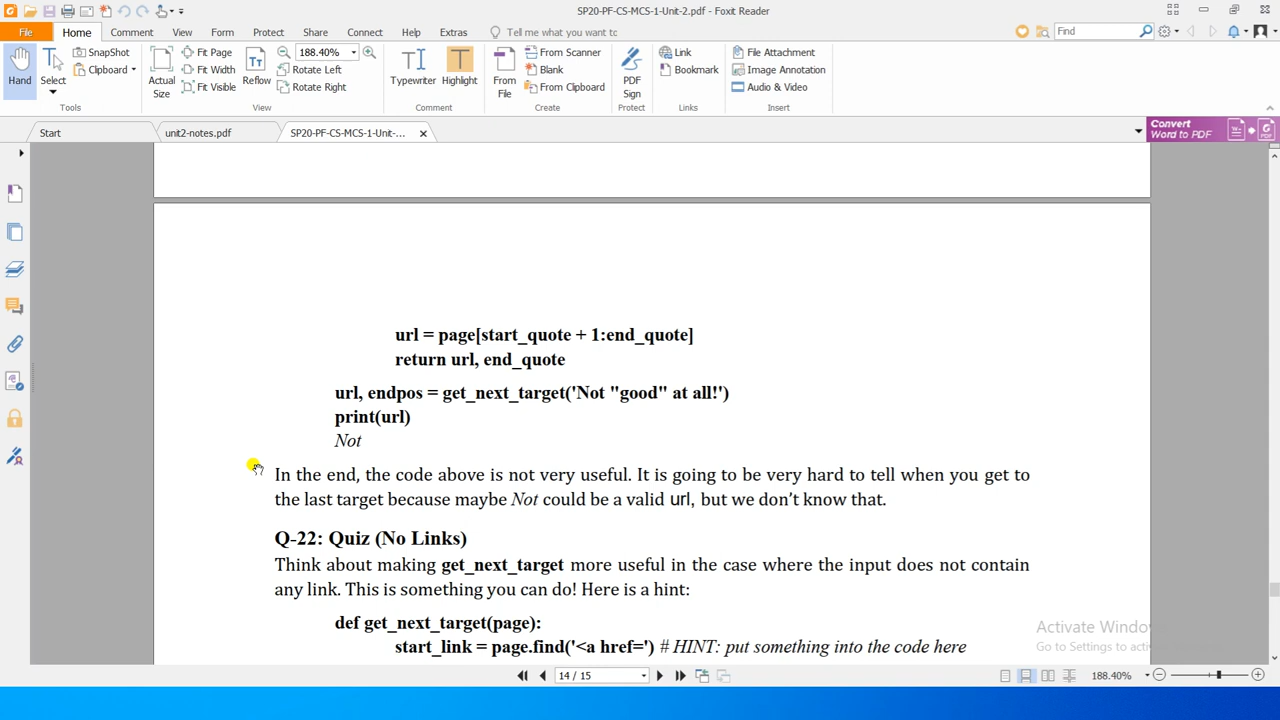 SP20-PF-CS-MCS-1-Unit-2.pdf - Foxit Reader
File Home Comment View Form Protect Share Connect Help Extras Tell me what you want to Find
Hand
Select
SnapShot
Clipboard
Tools
Actual Size
Fit Page
Fit Width
Fit Visible
Reflow
188.40%
Rotate Left
Rotate Right
View
Typewriter
Highlight
Comment
From File
From Scanner
Blank
From Clipboard
Create
PDF Sign
Protect
Link
Bookmark
Links
File Attachment
Image Annotation
Audio & Video
Insert
Start unit2-notes.pdf SP20-PF-CS-MCS-1-Unit-...
Convert
Word to PDF
url = page[start_quote + 1:end_quote]
return url, end_quote
url, endpos = get_next_target('Not "good" at all!')
print(url)
Not
In the end, the code above is not very useful. It is going to be very hard to tell when you get to
the last target because maybe Not could be a valid url, but we don't know that.
Q-22: Quiz (No Links)
Think about making get_next_target more useful in the case where the input does not contain
any link. This is something you can do! Here is a hint:
def get_next_target(page):
start_link = page.find('<a href=') # HINT: put something into the code here
Activate Windo
Go to Settings to acti
14 / 15
188.40%